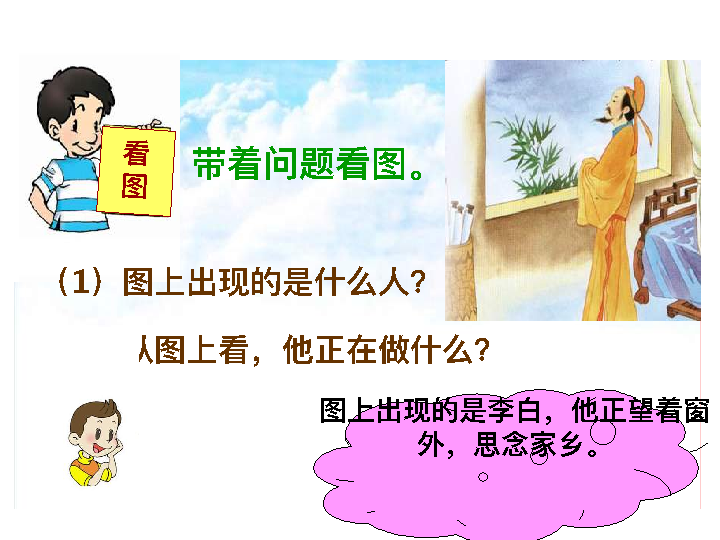 看
图
带着问题看图。
（1）图上出现的是什么人？
从图上看，他正在做什么？
图上出现的是李白，他正望着窗
外，思念家乡。